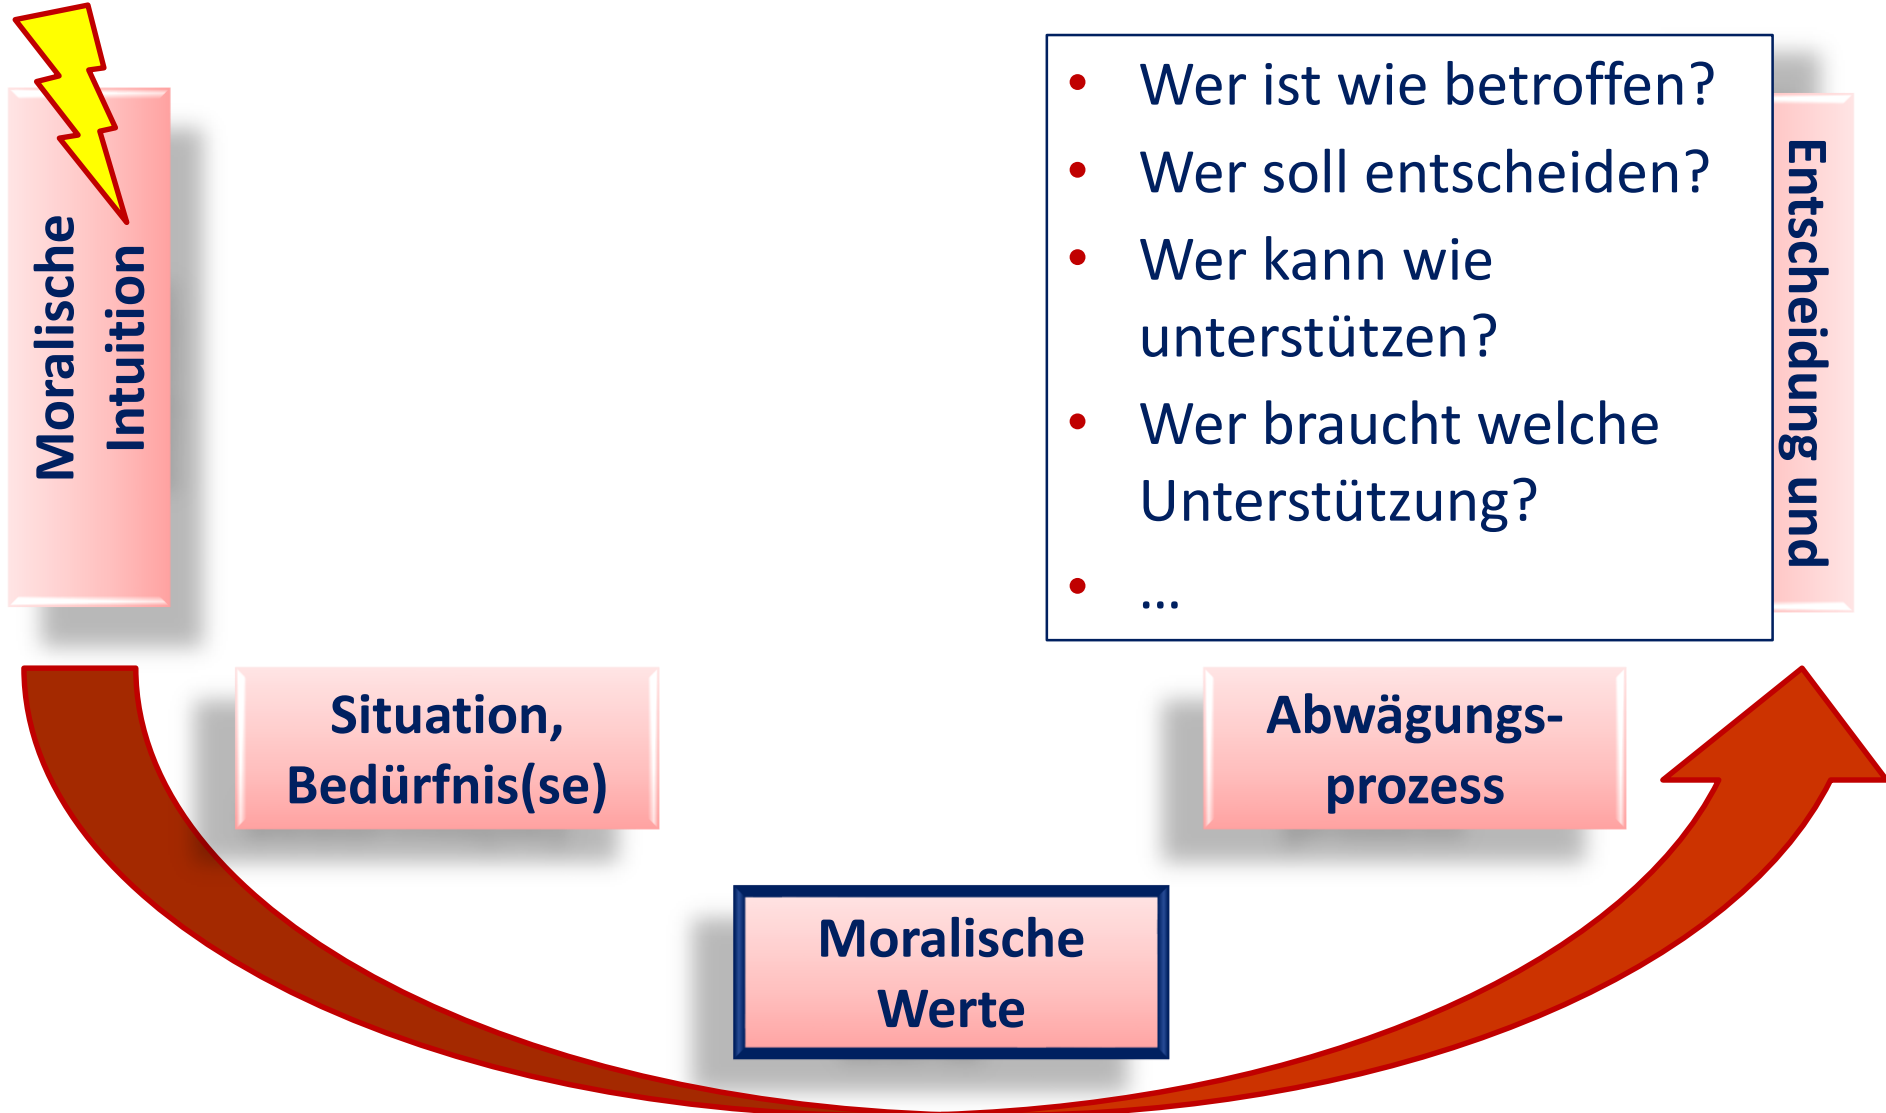 Moralische
Intuition
Situation,
Bedürfnis(se)
Moralische
Werte
Abwägungs-
prozess
• Wer ist wie betroffen?
• Wer soll entscheiden?
• Wer kann wie
unterstützen?
• Wer braucht welche
Unterstützung?
• ...
Entscheidung und